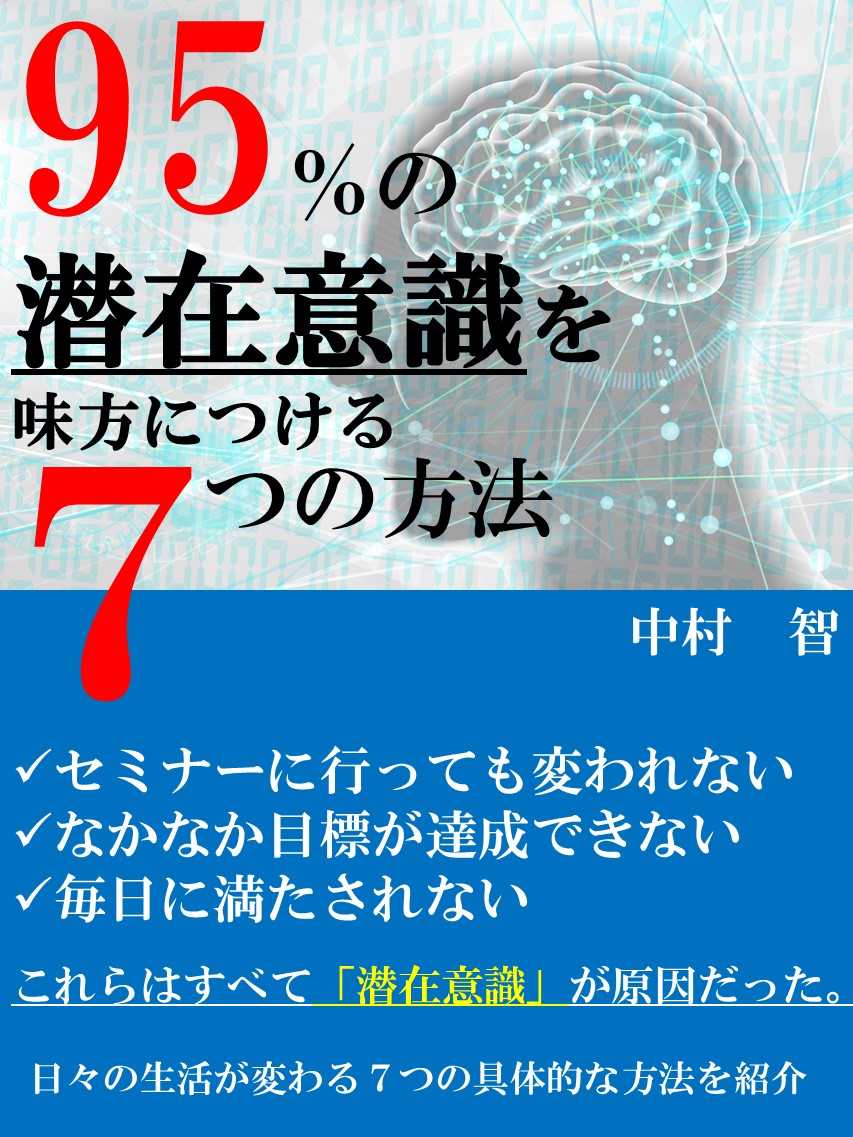 95%の
潜在意識を
味方につける
7つの方法
中村　智
✓セミナーに行っても変われない
✓なかなか目標が達成できない
✓毎日に満たされない
これらはすべて「潜在意識」が原因だった。
日々の生活が変わる７つの具体的な方法を紹介